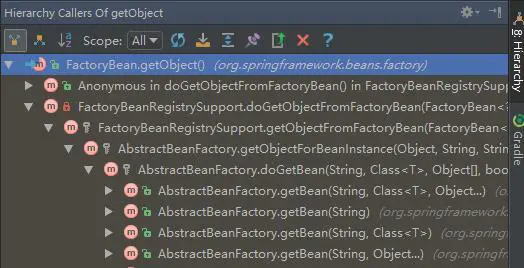 Hierarchy Callers Of getObject
Scope: All
FactoryBean.getObject() (org.springframework.beans.factory)
Anonymous in doGetObjectFromFactoryBean() in FactoryBeanRegistrySupp
FactoryBeanRegistrySupport.doGetObjectFromFactoryBean(FactoryBean<?
FactoryBeanRegistrySupport.getObjectFromFactoryBean(FactoryBean<
AbstractBeanFactory.getObjectForBeanInstance(Object, String, Strin
AbstractBeanFactory.doGetBean(String, Class<T>, Object[], boo
AbstractBeanFactory.getBean(String, Class<T>, Object...)
AbstractBeanFactory.getBean(String) (org.springframework.
AbstractBeanFactory.getBean(String, Class<T>) (org.spring
AbstractBeanFactory.getBean(String, Object...) (org.spring
8: Hierarchy
Gradle